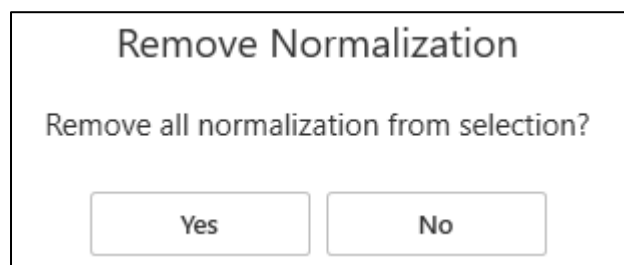 Remove Normalization
Remove all normalization from selection?
Yes No